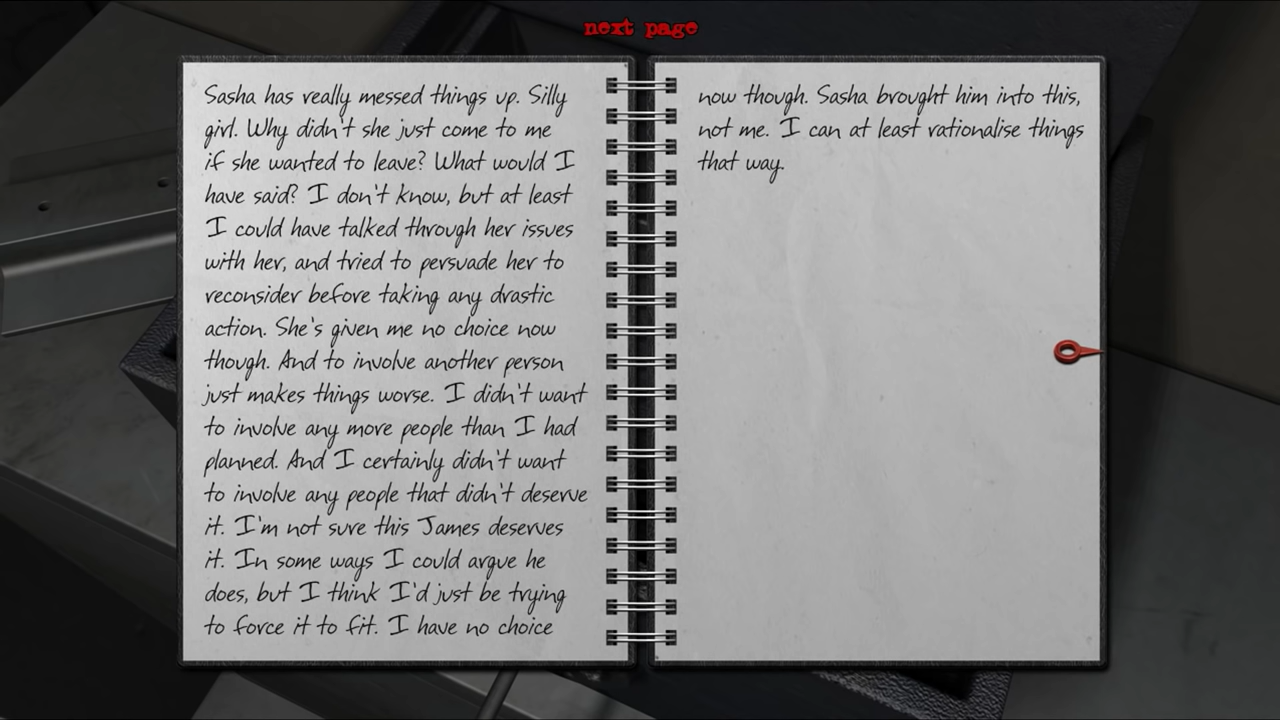 next page
Sasha has really messed things up. Silly
girl. Why didn't she just come to me
if she wanted to leave? What would I
have said? I don't know, but at least
I could have talked through her issues
with her, and tried to persuade her to
reconsider before taking any drastic
action. She's given me no choice now
though. And to involve another person
just makes things worse. I didn't want
to involve any more people than I had
planned. And I certainly didn't want
to involve any people that didn't deserve
it. I'm not sure this James deserves
it. In some ways I could argue he
does, but I think I'd just be trying
to force it to fit. I have no choice
now though. Sasha brought him into this,
not me. I can at least rationalise things
that way.